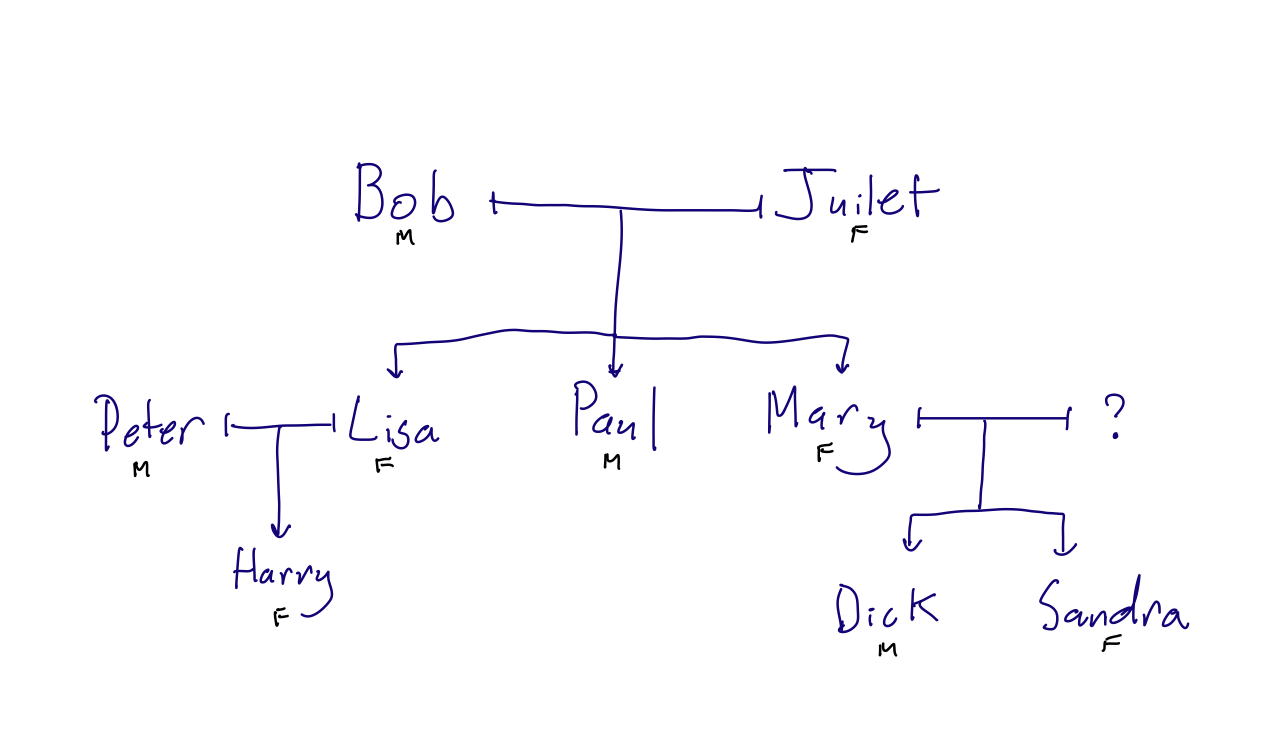 Bob Juilet
M F
Peter Lisa Paul Mary ?
M F M F
Harry
F
Dick Sandra
M F